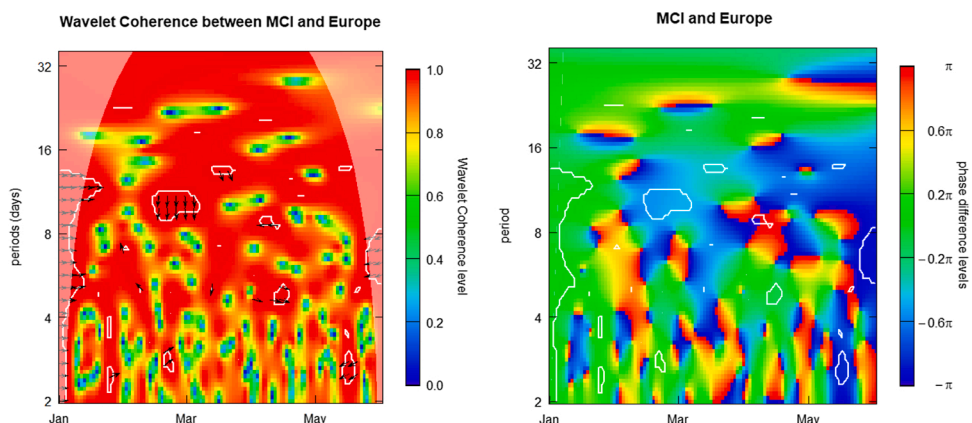 Wavelet Coherence between MCI and Europe
32
16
8
4
2
periods (days)
Jan
Mar
May
1.0
0.8
0.6
0.4
0.2
0.0
Wavelet Coherence level
MCI and Europe
32
16
8
4
2
period
Jan
Mar
May
π
0.6π
0.2π
−0.2π
−0.6π
−π
phase difference levels